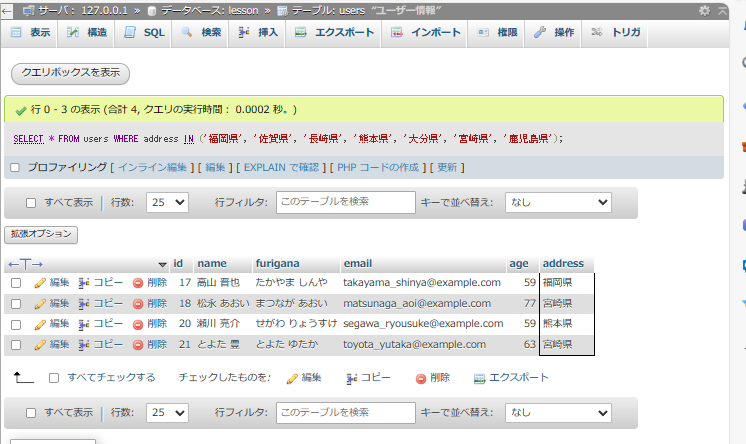 サーバ: 127.0.0.1 » データベース: lesson » テーブル: users "ユーザー情報"
表示 構造 SQL 検索 挿入 エクスポート インポート 権限 操作 トリガ
クエリボックスを表示
行 0 - 3 の表示 (合計 4, クエリの実行時間： 0.0002 秒。)
SELECT * FROM users WHERE address IN ('福岡県', '佐賀県', '長崎県', '熊本県', '大分県', '宮崎県', '鹿児島県');
プロファイリング [ インライン編集 ] [ 編集 ] [ EXPLAIN で確認 ] [ PHP コードの作成 ] [ 更新 ]
すべて表示 行数: 25 行フィルタ: このテーブルを検索 キーで並べ替え: なし
拡張オプション
←T→ id name furigana email age address
編集 コピー 削除 17 高山 晋也 たかやま しんや takayama_shinya@example.com 59 福岡県
編集 コピー 削除 18 松永 あおい まつなが あおい matsunaga_aoi@example.com 77 宮崎県
編集 コピー 削除 20 瀬川 亮介 せがわ りょうすけ segawa_ryousuke@example.com 59 熊本県
編集 コピー 削除 21 とよた 豊 とよた ゆたか toyota_yutaka@example.com 63 宮崎県
すべてチェックする チェックしたものを: 編集 コピー 削除 エクスポート
すべて表示 行数: 25 行フィルタ: このテーブルを検索 キーで並べ替え: なし